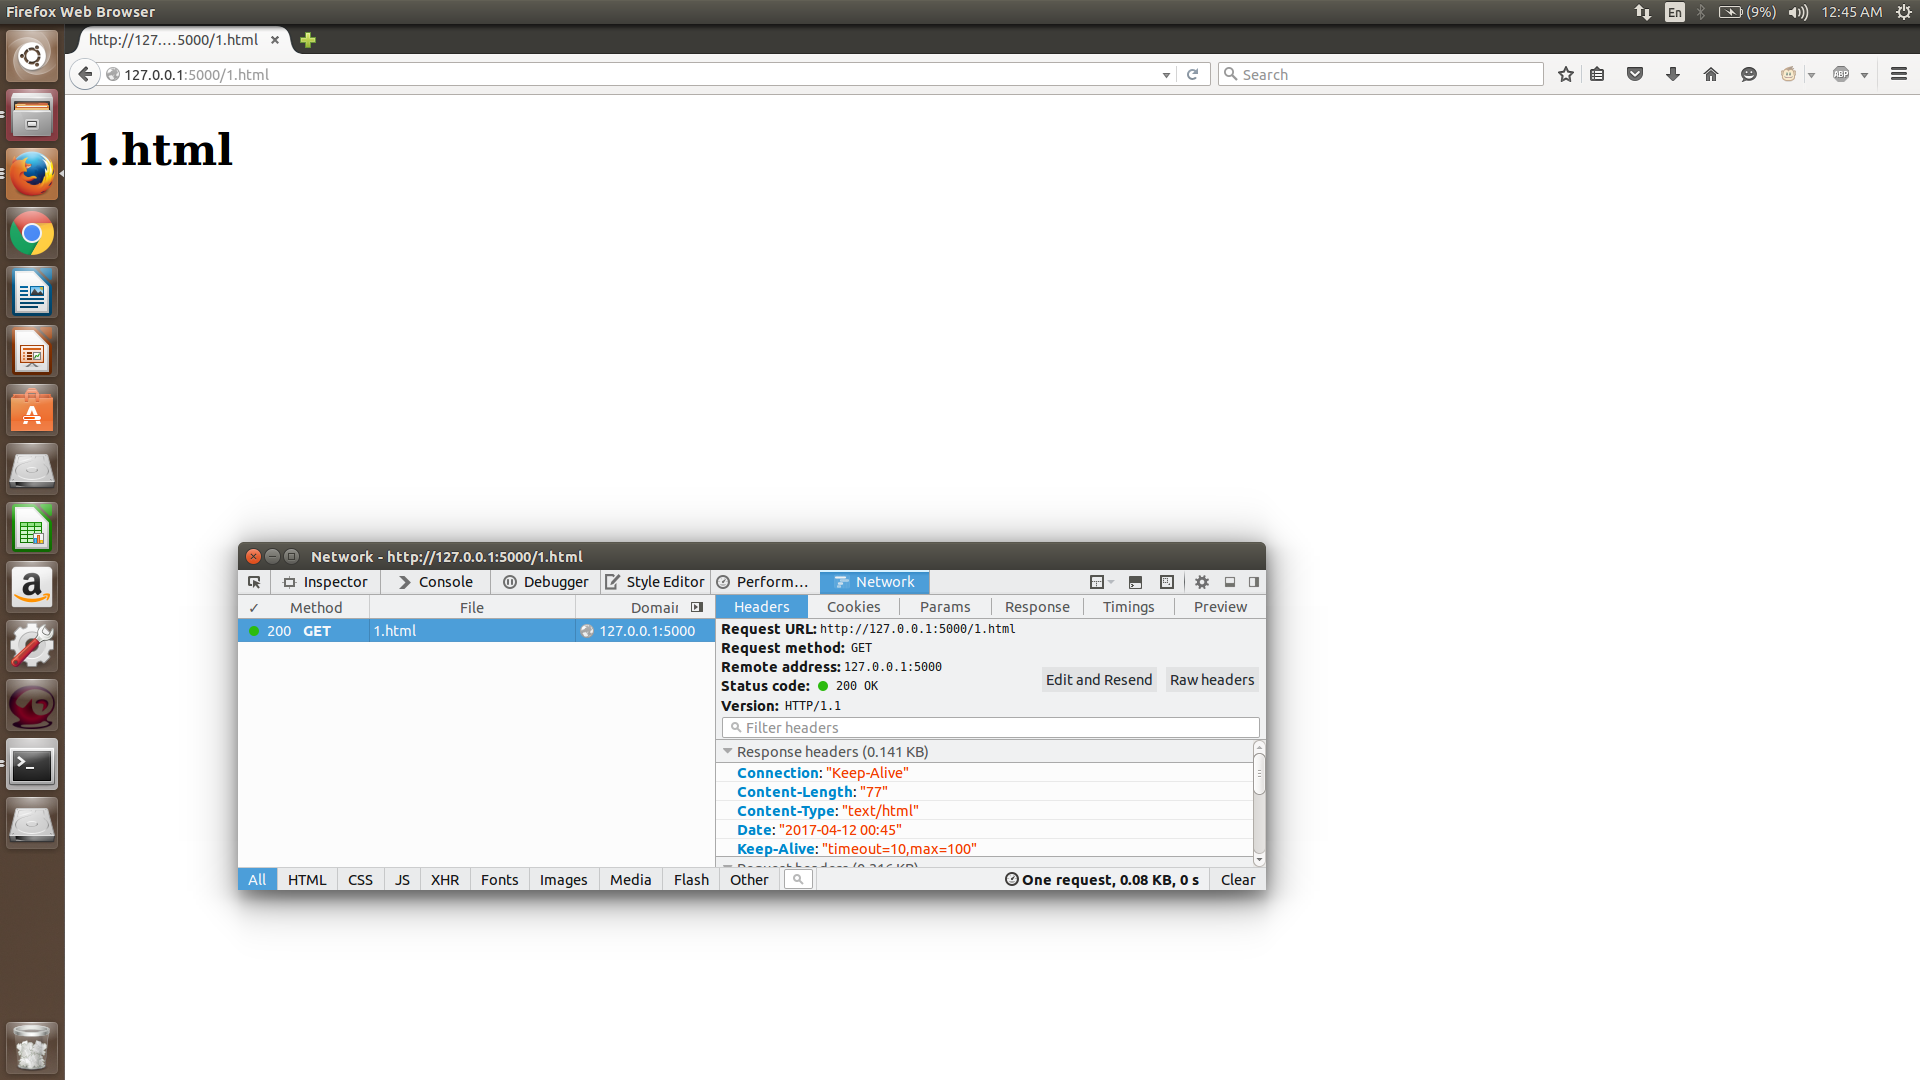 Firefox Web Browser
En
(9%)
12:45 AM
http://127....5000/1.html
127.0.0.1:5000/1.html
Search
ABP
1.html
Network - http://127.0.0.1:5000/1.html
Inspector
Console
Debugger
Style Editor
Perform...
Network
✓ Method File Domai
Headers Cookies Params Response Timings Preview
200 GET 1.html 127.0.0.1:5000
Request URL: http://127.0.0.1:5000/1.html
Request method: GET
Remote address: 127.0.0.1:5000
Status code: 200 OK
Edit and Resend
Raw headers
Version: HTTP/1.1
Filter headers
Response headers (0.141 KB)
Connection: "Keep-Alive"
Content-Length: "77"
Content-Type: "text/html"
Date: "2017-04-12 00:45"
Keep-Alive: "timeout=10,max=100"
Request headers (0.316 KB)
All HTML CSS JS XHR Fonts Images Media Flash Other
One request, 0.08 KB, 0 s
Clear